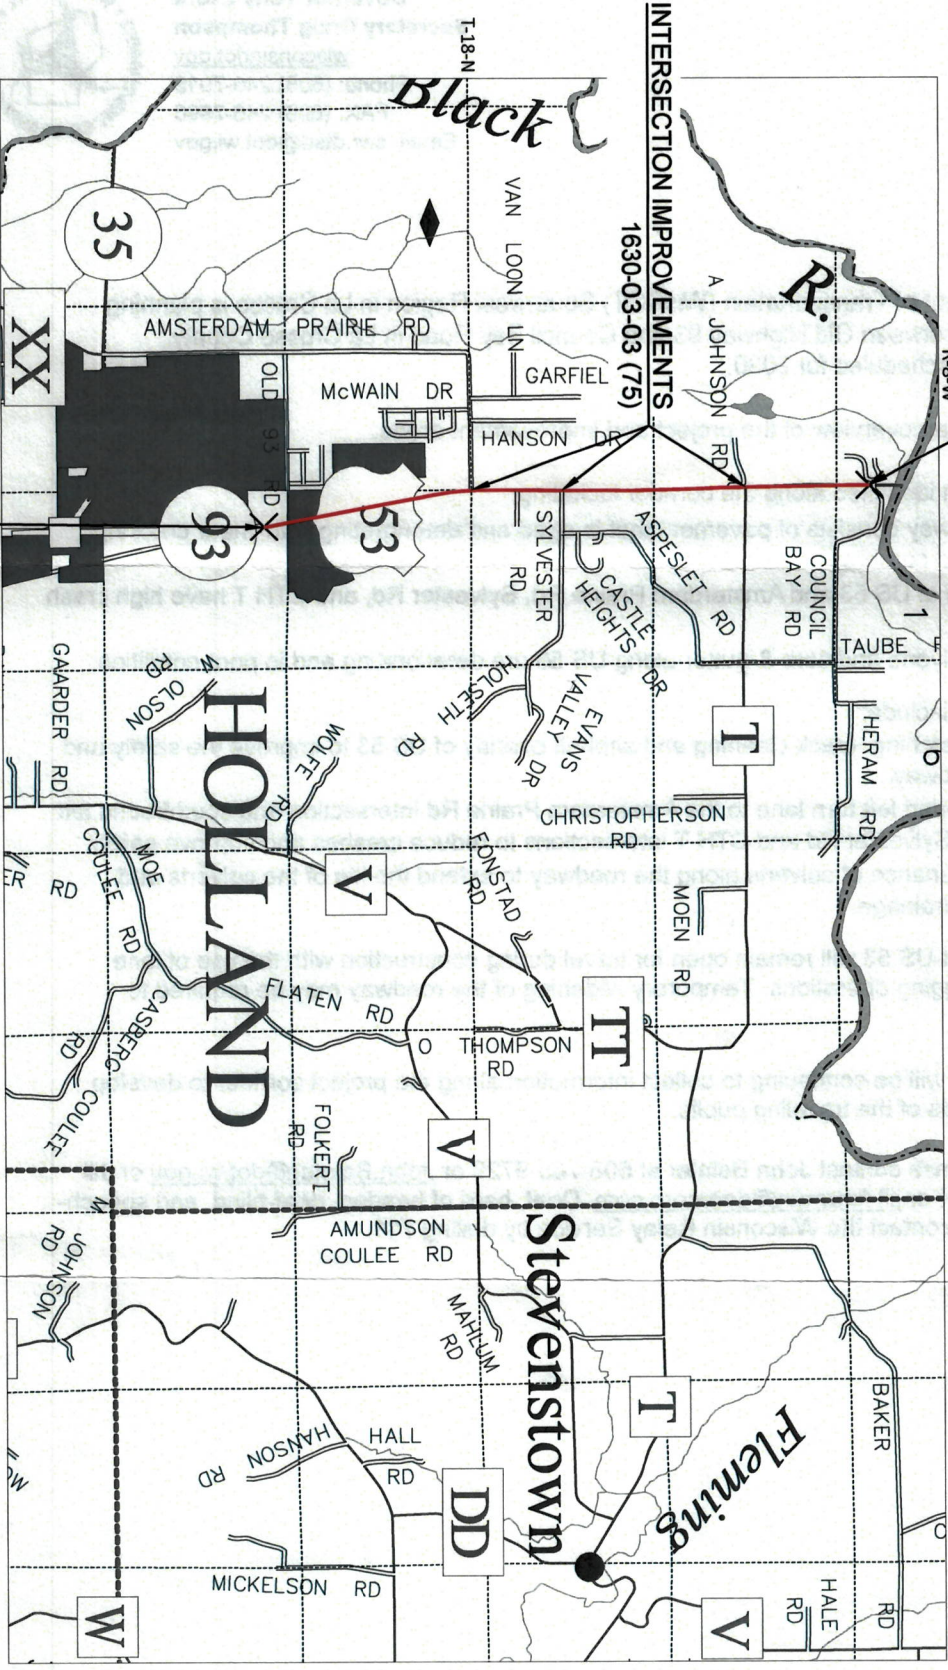 INTERSECTION IMPROVEMENTS
1630-03-03 (75)
T-18-N
Black
R.
35
XX
VAN LOON LN
A JOHNSON RD
AMSTERDAM PRAIRIE RD
GARFIEL
McWAIN DR
OLD 93 RD
HANSON DR
53
93
SYLVESTER RD
ASPESLET RD
CASTLE HEIGHTS DR
COUNCIL BAY RD
TAUBE
HERAM RD
GAARDER RD
W OLSON RD
HOLLAND
WOLFE RD
HOLSETH RD
EVANS VALLEY DR
T
CHRISTOPHERSON RD
MOEN RD
V
FONSTAD RD
MOE COULEE RD
ER RD
CASBERG COULEE RD
FLATEN RD
THOMPSON RD
TT
V
FOLKERT RD
AMUNDSON COULEE RD
Stevenstown
JOHNSON RD
MAHLUM RD
T
BAKER RD
Fleming
HANSON RD
HALL RD
DD
MICKELSON RD
W
V
HALE RD